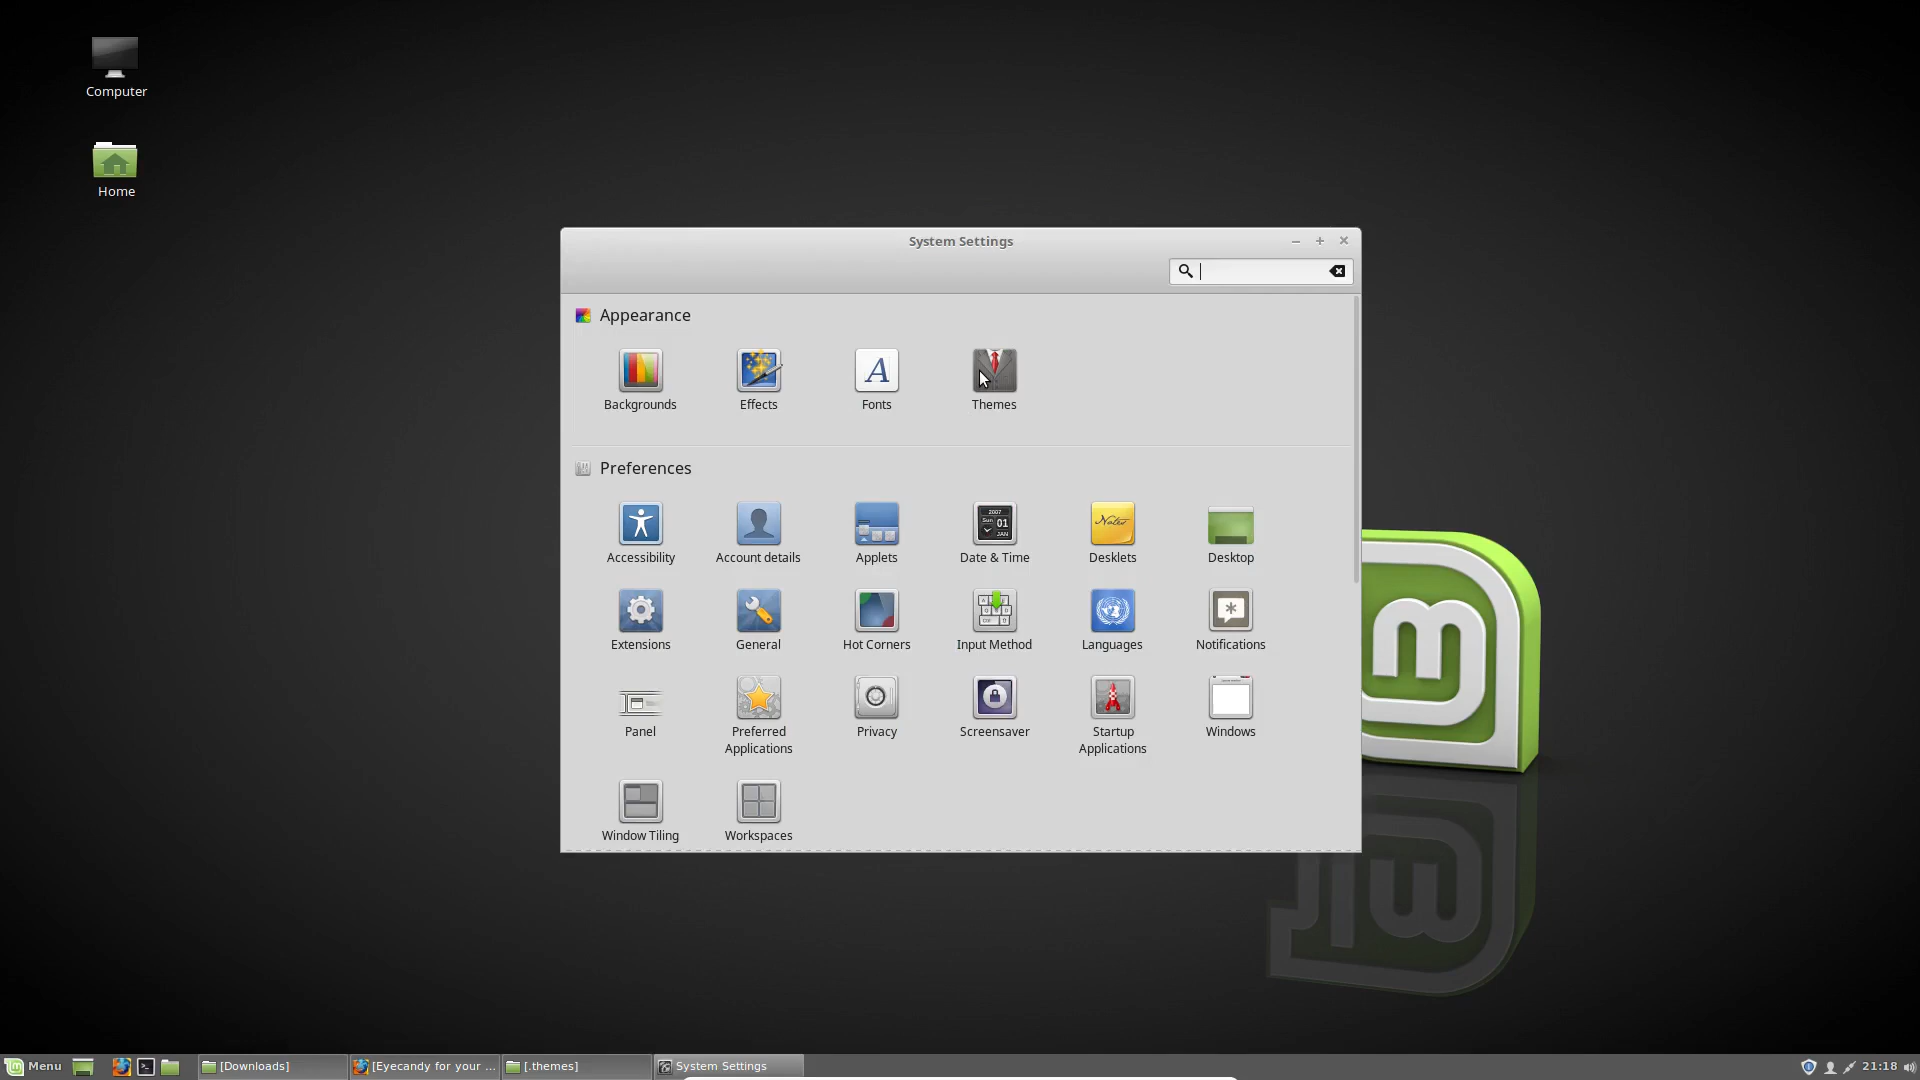 Computer
Home
System Settings
Appearance
Backgrounds
Effects
Fonts
Themes
Preferences
Accessibility
Account details
Applets
Date & Time
Desklets
Desktop
Extensions
General
Hot Corners
Input Method
Languages
Notifications
Panel
Preferred
Applications
Privacy
Screensaver
Startup
Applications
Windows
Window Tiling
Workspaces
Menu
[Downloads]
[Eyecandy for your ...
[.themes]
System Settings
21:18